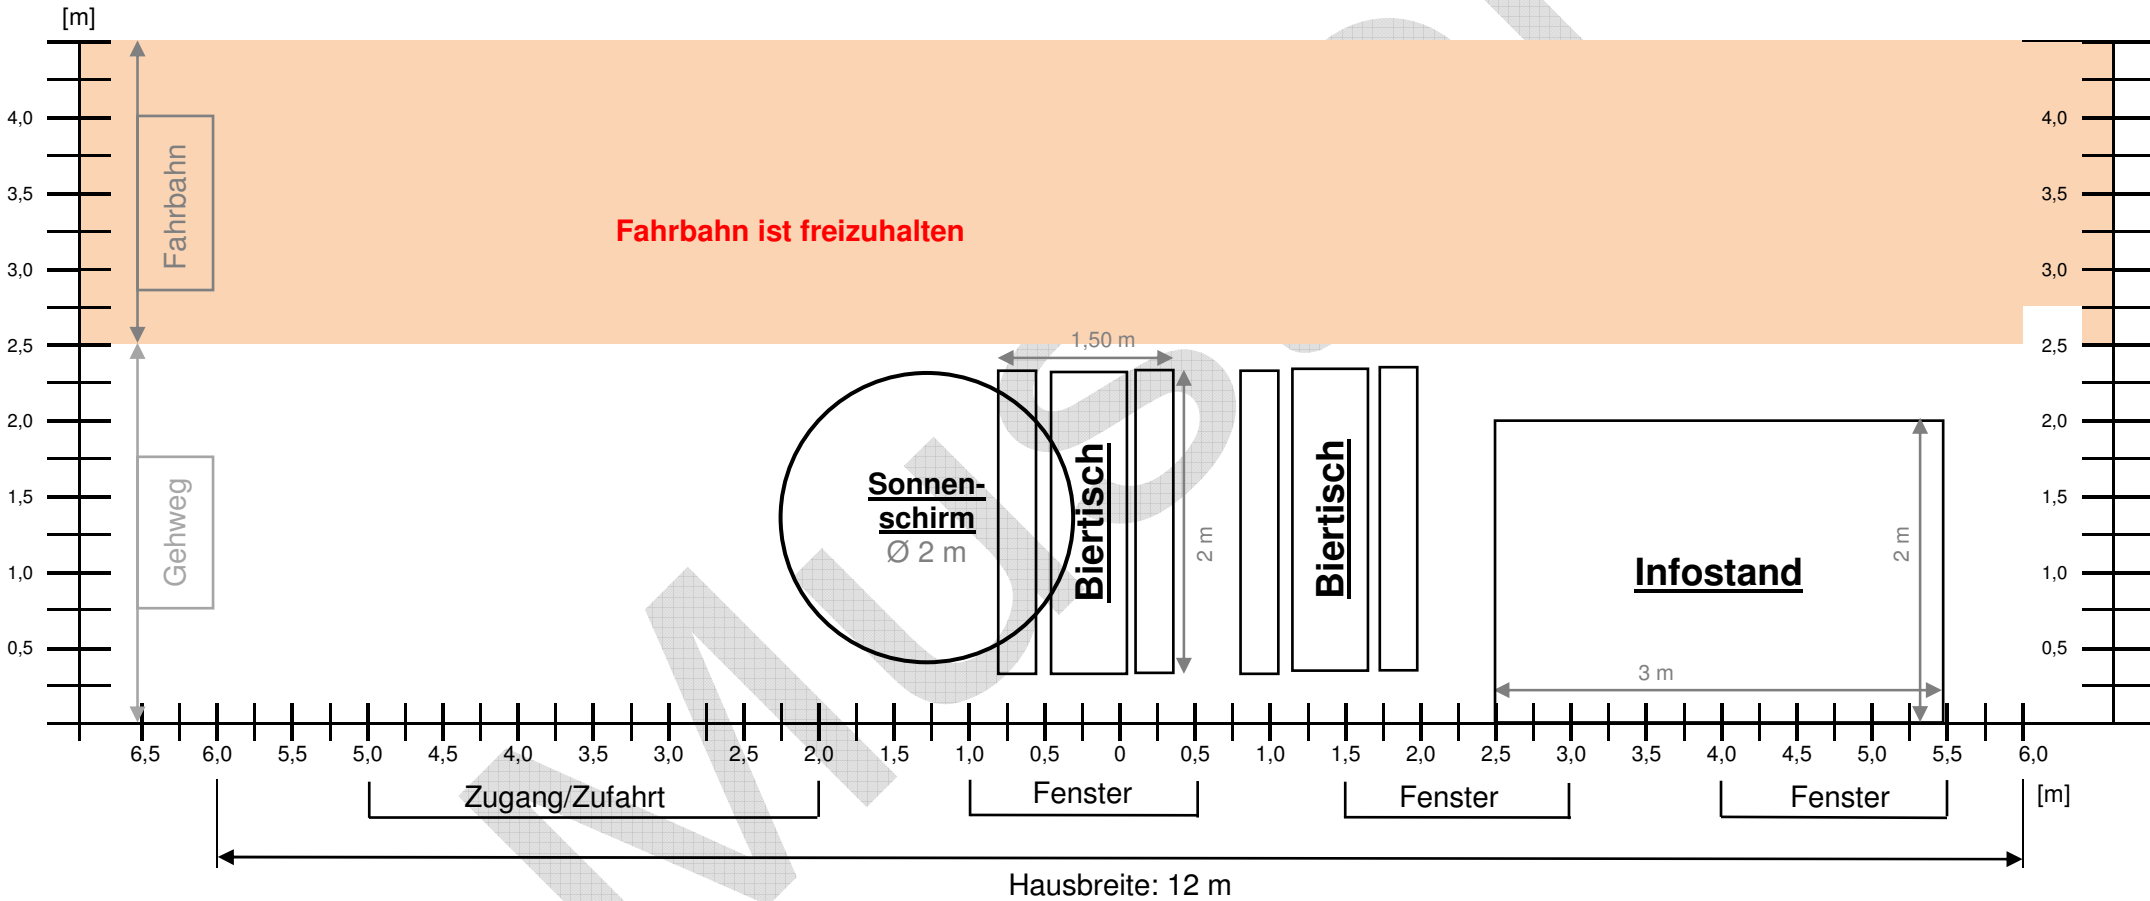 [m]
4,0
4,0
Fahrbahn
3,5
3,5
Fahrbahn ist freizuhalten
3,0
3,0
2,5
1,50 m
2,5
2,0
2,0
Gehweg
1,5
Sonnen-
schirm
Ø 2 m
Biertisch
2 m
Biertisch
Infostand
2 m
1,5
1,0
1,0
0,5
3 m
0,5
6,5 6,0 5,5 5,0 4,5 4,0 3,5 3,0 2,5 2,0 1,5 1,0 0,5 0 0,5 1,0 1,5 2,0 2,5 3,0 3,5 4,0 4,5 5,0 5,5 6,0
Zugang/Zufahrt Fenster Fenster Fenster [m]
Hausbreite: 12 m